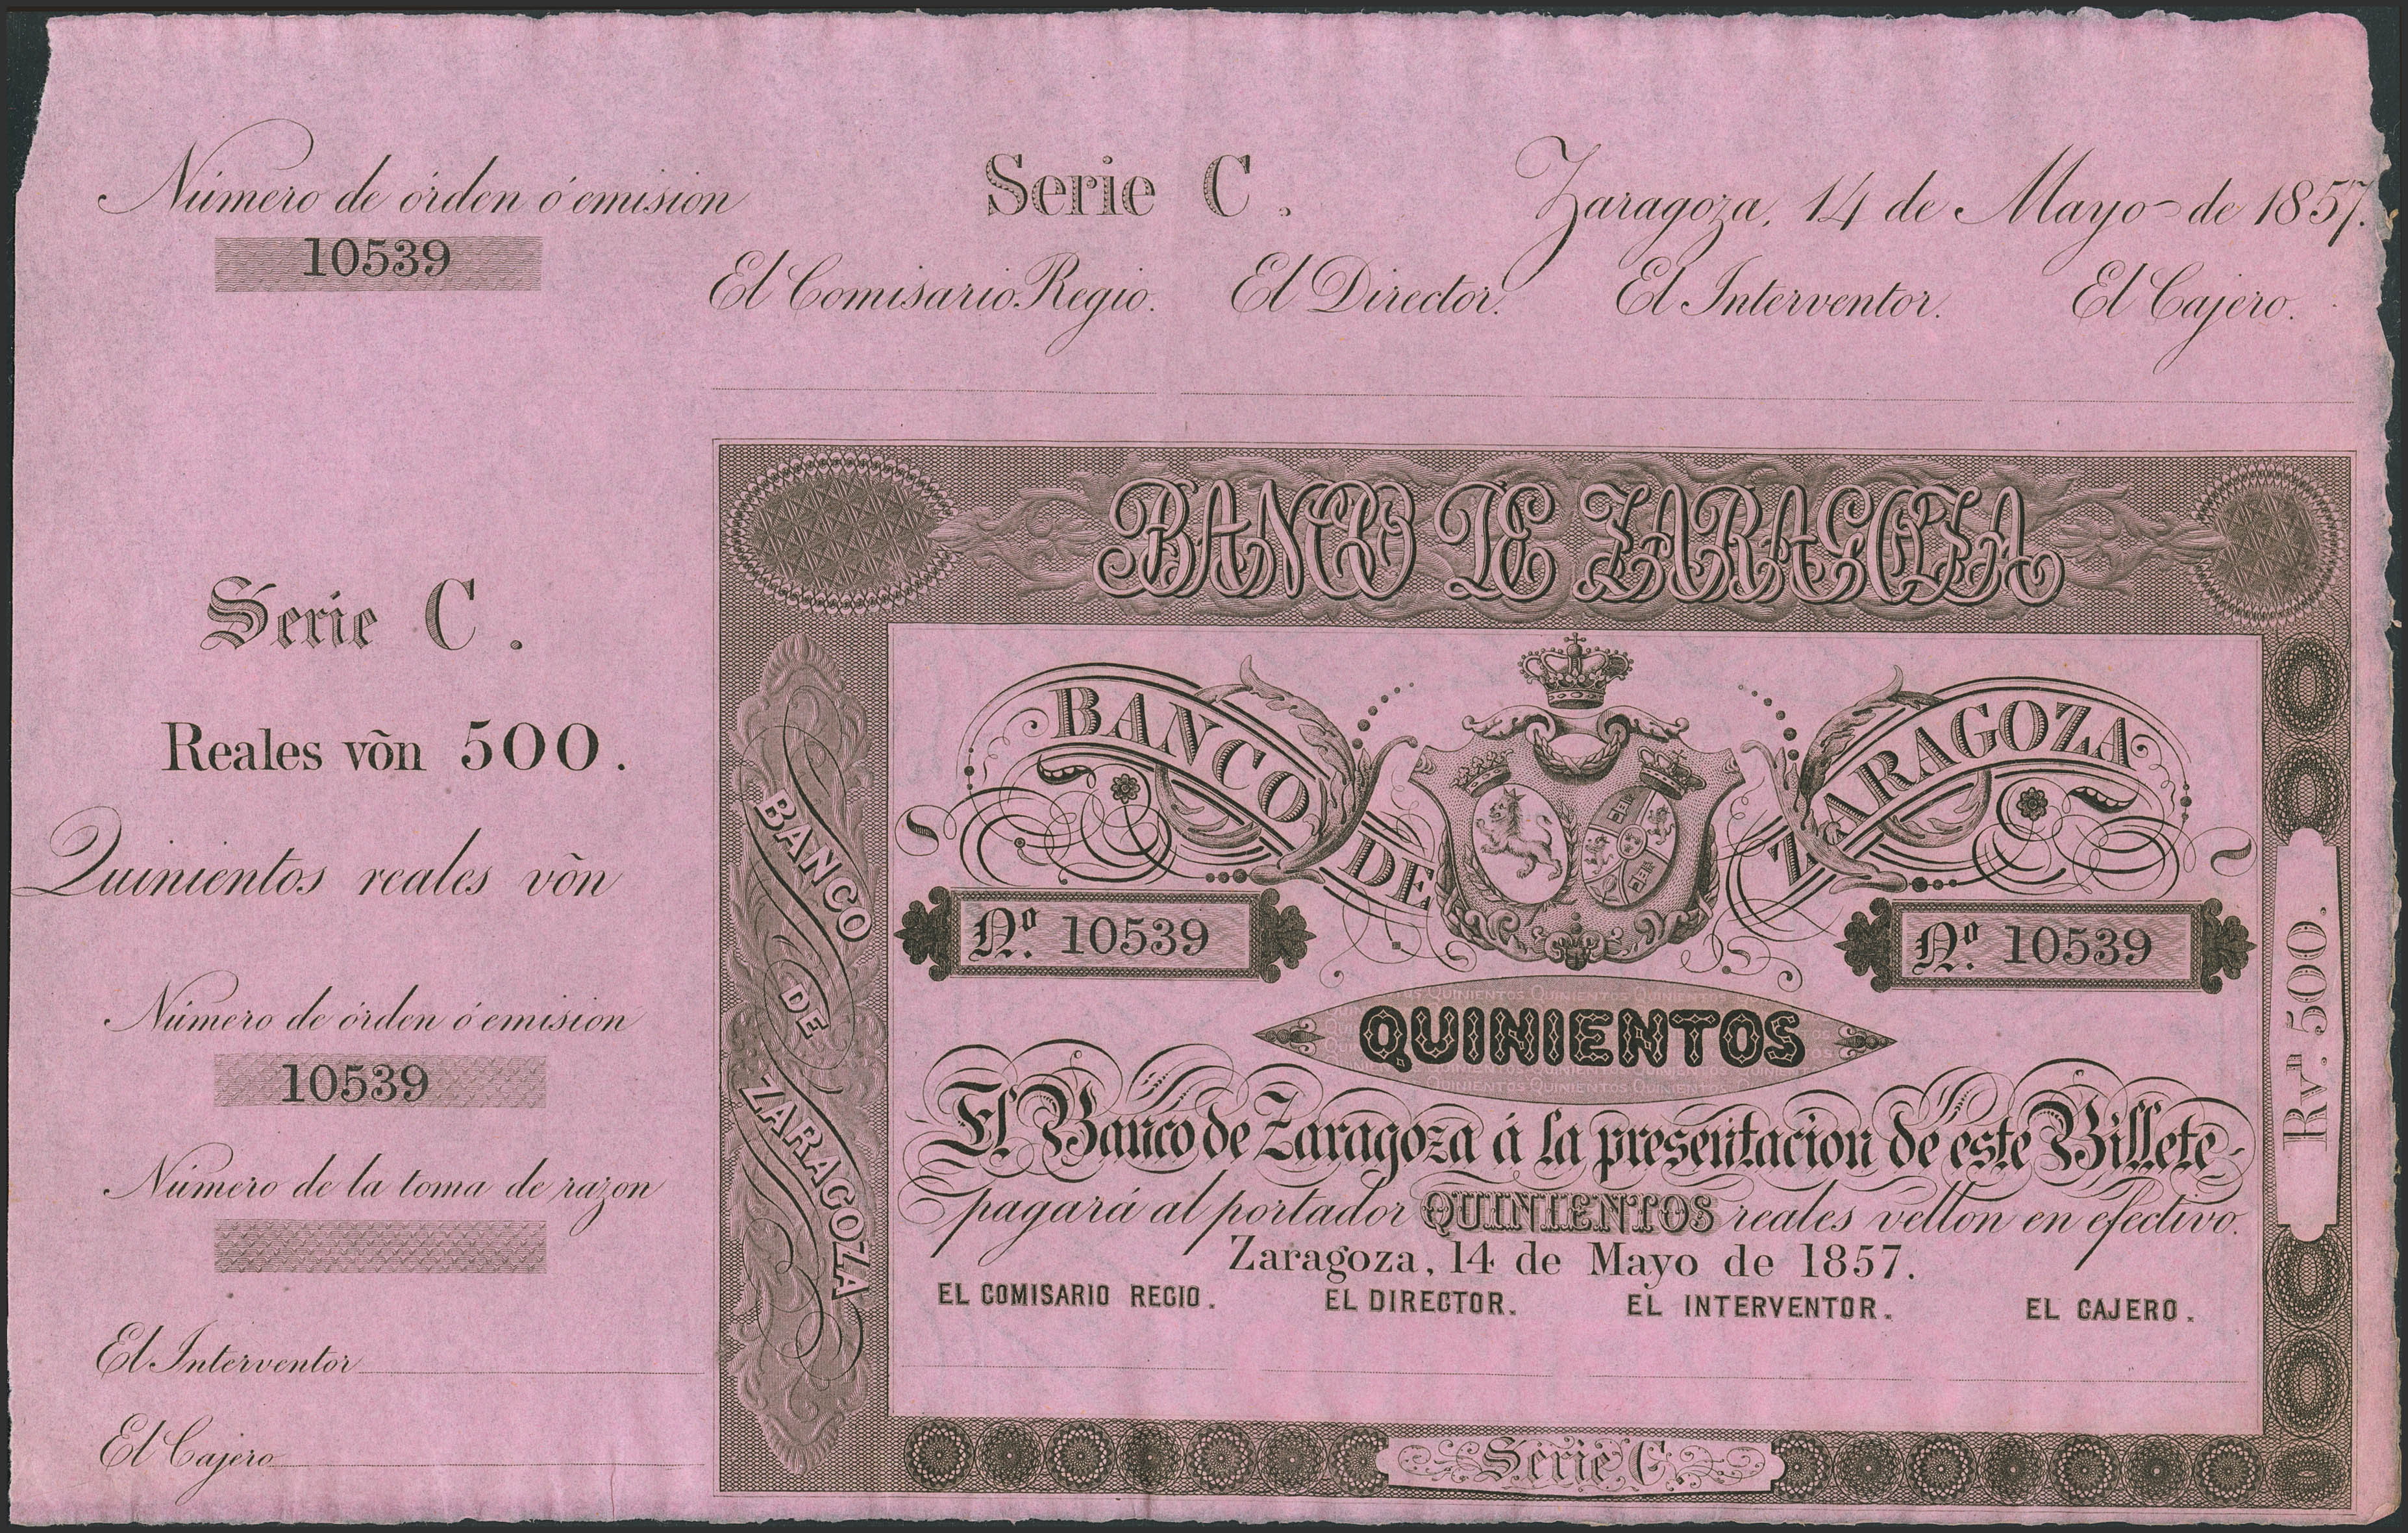 Número de órden ó emision
10539
Serie C.
Zaragoza, 14 de Mayo de 1857.
El Comisario Regio. El Director. El Interventor. El Cajero.
Serie C.
Reales võn 500.
Quinientos reales võn
Número de órden ó emision
10539
Número de la toma de razon
El Interventor
El Cajero
BANCO DE ZARAGOZA
BANCO DE ZARAGOZA
BANCO DE ZARAGOZA
Nº. 10539
Nº. 10539
QUINIENTOS
El Banco de Zaragoza á la presentacion de este Billete
pagará al portador QUINIENTOS reales vellon en efectivo.
Zaragoza, 14 de Mayo de 1857.
EL COMISARIO REGIO. EL DIRECTOR. EL INTERVENTOR. EL CAJERO.
Rvn. 500.
Serie C.